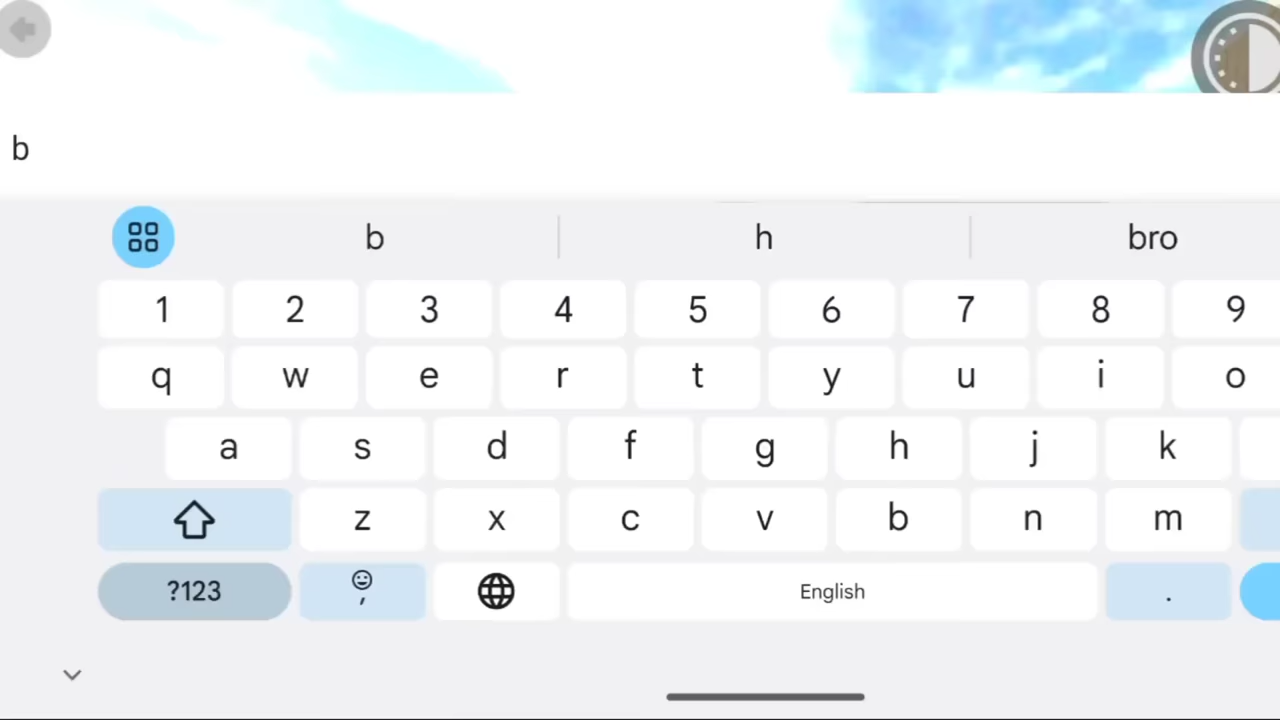 b
b h bro
1 2 3 4 5 6 7 8 9
q w e r t y u i o
a s d f g h j k
z x c v b n m
?123 , English .